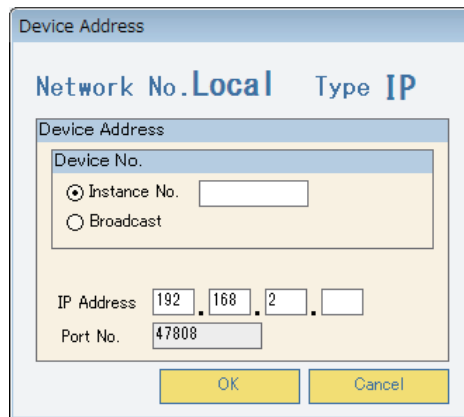 Device Address
Network No.Local Type IP
Device Address
Device No.
Instance No.
Broadcast
IP Address 192 . 168 . 2 .
Port No. 47808
OK Cancel